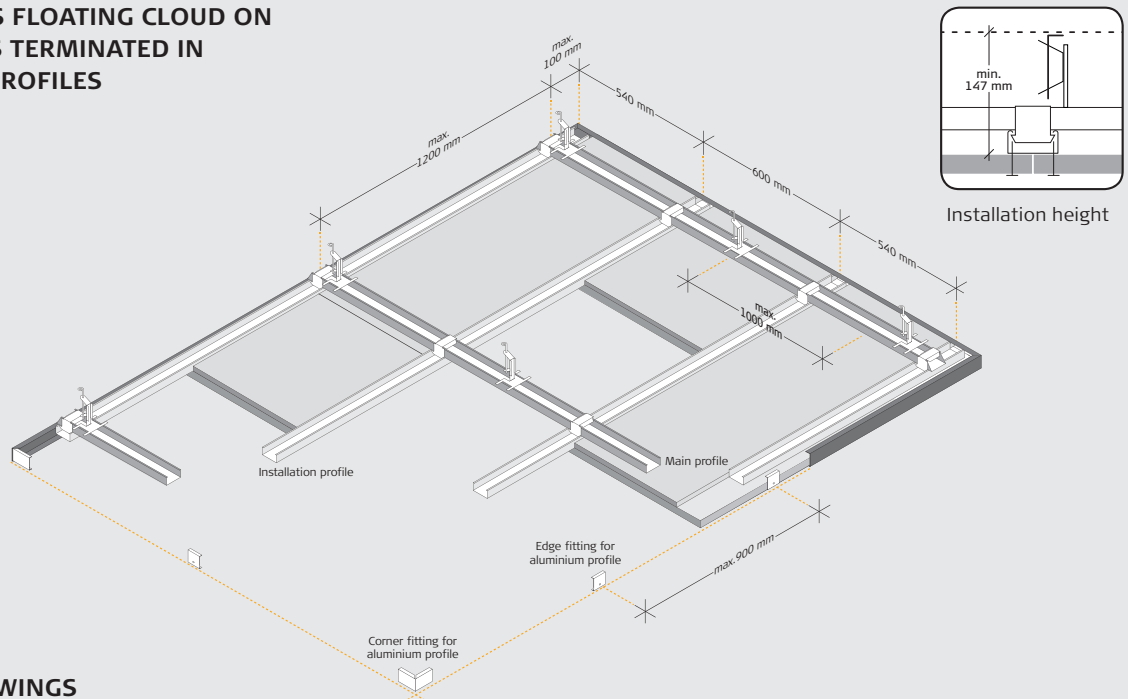 S FLOATING CLOUD ON
S TERMINATED IN
ROFILES
max.
100 mm
540 mm
max.
1200 mm
600 mm
540 mm
max.
1000 mm
min.
147 mm
Installation height
Installation profile
Main profile
Edge fitting for
aluminium profile
max.900 mm
Corner fitting for
aluminium profile
WINGS